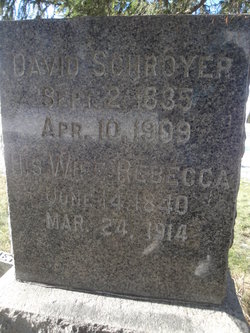 DAVID SCHROYER
SEPT. 2, 1835
APR. 10, 1909
HIS WIFE REBECCA
JUNE 14, 1840
MAR. 24, 1914